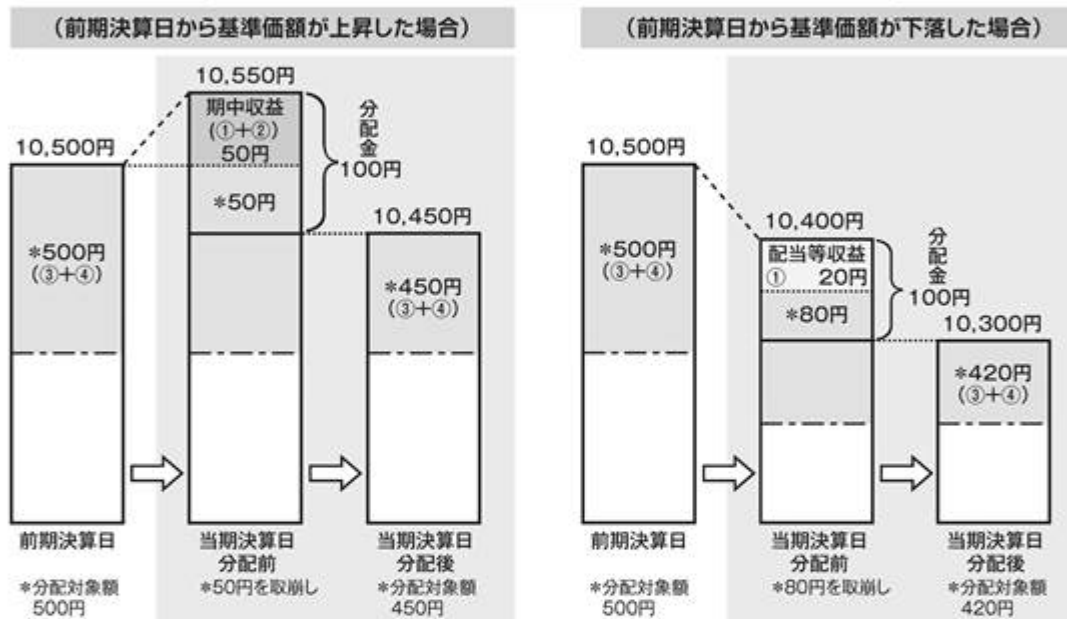 （前期決算日から基準価額が上昇した場合）
10,550円
期中収益
（①＋②）
50円
*50円
分配金
100円
10,500円
*500円
（③＋④）
10,450円
*450円
（③＋④）
前期決算日
*分配対象額
500円
当期決算日
分配前
*50円を取崩し
当期決算日
分配後
*分配対象額
450円
（前期決算日から基準価額が下落した場合）
10,500円
*500円
（③＋④）
10,400円
配当等収益
① 20円
*80円
分配金
100円
10,300円
*420円
（③＋④）
前期決算日
*分配対象額
500円
当期決算日
分配前
*80円を取崩し
当期決算日
分配後
*分配対象額
420円